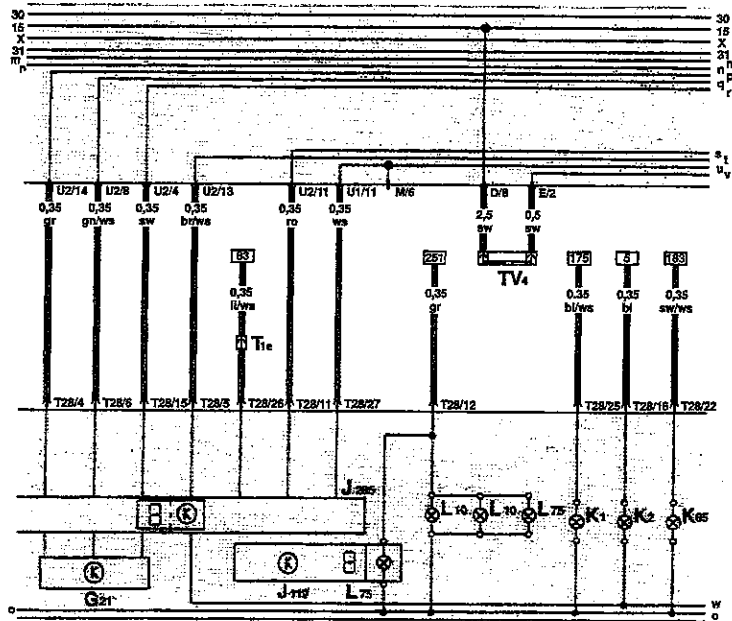 30 30
15 15
X X
31 31
m n
r n p
q r
s t
u v
U2/14 U2/8 U2/4 U2/13 U2/11 U1/11 M/6 D/8 E/2
0,35 0,35 0,35 0,35 0,35 0,35 2,5 0,5
gr gn/ws sw br/ws ro ws sw sw
63 251 TV4 175 5 183
0,35 0,35 0.35 0,35 0,35
li/ws gr bl/ws bl sw/ws
T1e
T28/4 T28/6 T28/15 T28/5 T28/26 T28/11 T28/27 T28/12 T28/25 T28/16 T28/22
J285
K
L10 L10 L75 K1 K2 K65
K K
G21 J119 L75
w
o o